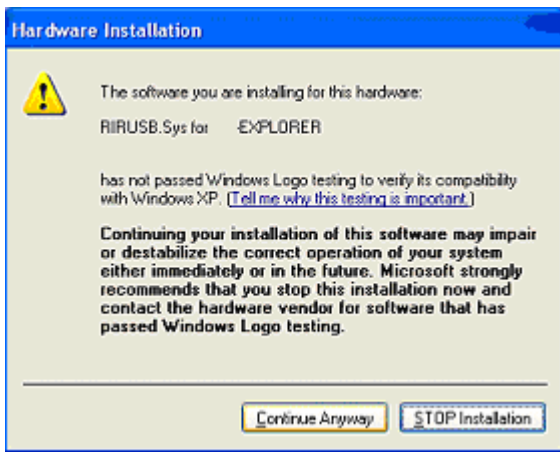 Hardware Installation
The software you are installing for this hardware:
RIRUSB.Sys for -EXPLORER
has not passed Windows Logo testing to verify its compatibility
with Windows XP. (Tell me why this testing is important.)
Continuing your installation of this software may impair
or destabilize the correct operation of your system
either immediately or in the future. Microsoft strongly
recommends that you stop this installation now and
contact the hardware vendor for software that has
passed Windows Logo testing.
Continue Anyway STOP Installation